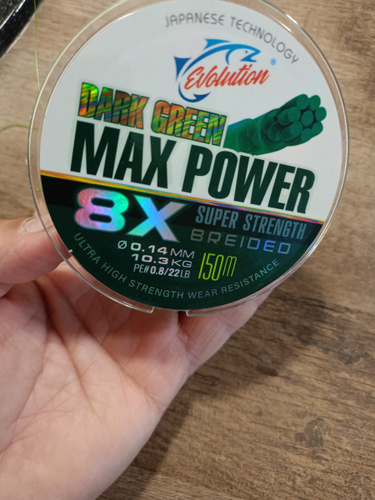 JAPANESE TECHNOLOGY
Evolution®
DARK GREEN
MAX POWER
8X SUPER STRENGTH
BREIDED
Ø 0.14MM
10.3KG
PE# 0.8/22LB
150m
ULTRA HIGH STRENGTH WEAR RESISTANCE